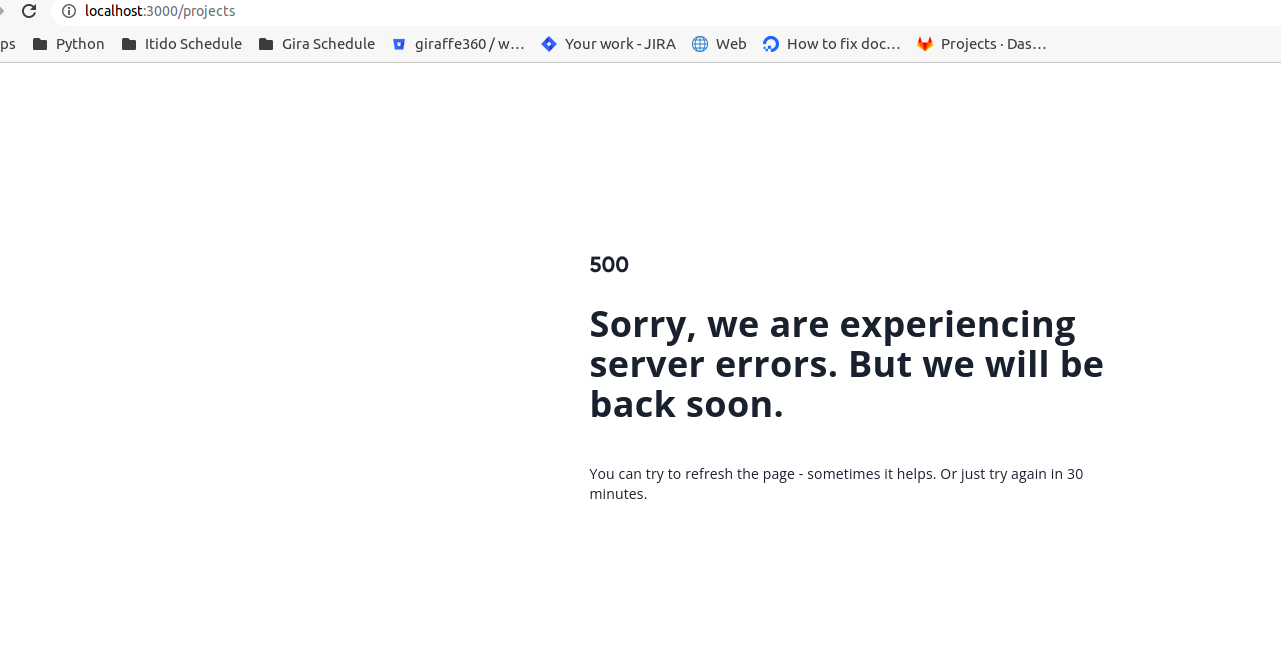 localhost:3000/projects
ps Python Itido Schedule Gira Schedule giraffe360 / w... Your work - JIRA Web How to fix doc... Projects · Das...
500
Sorry, we are experiencing
server errors. But we will be
back soon.
You can try to refresh the page - sometimes it helps. Or just try again in 30
minutes.